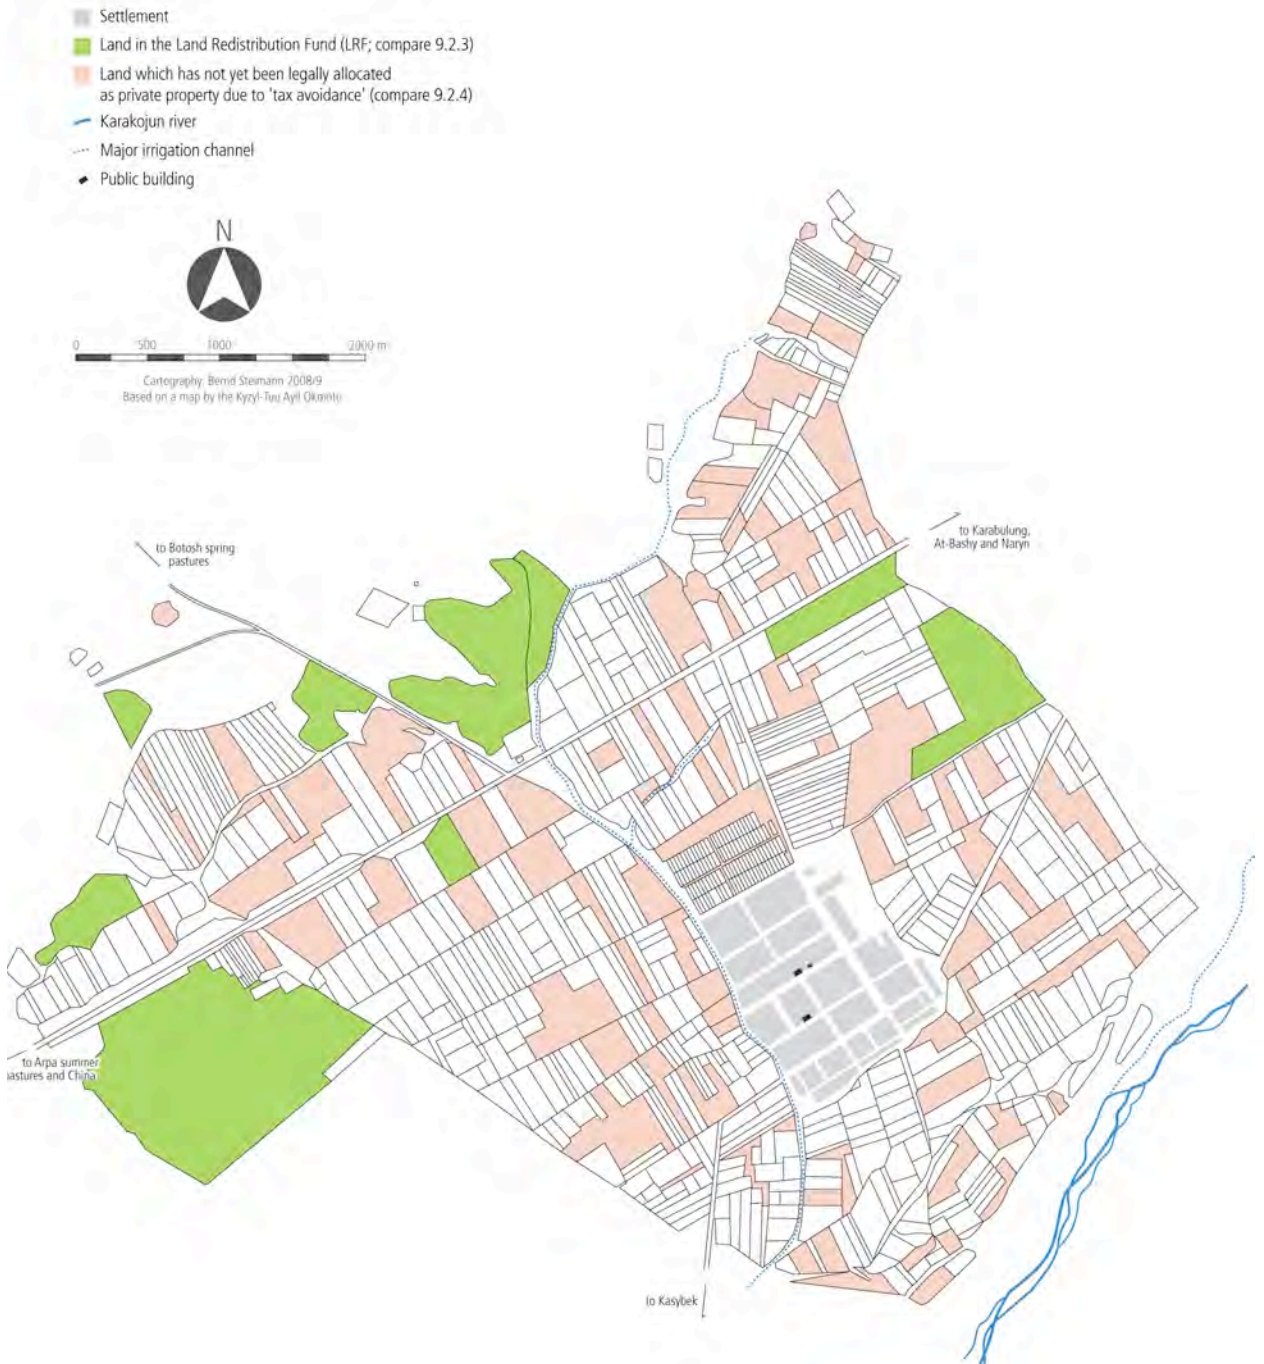 Settlement
Land in the Land Redistribution Fund (LRF; compare 9.2.3)
Land which has not yet been legally allocated
as private property due to 'tax avoidance' (compare 9.2.4)
Karakojun river
Major irrigation channel
Public building
N
0 500 1000 2000 m
Cartography: Bernd Steimann 2008/9
Based on a map by the Kyzyl-Tuu Ayil Okmotu
to Karabulung,
At-Bashy and Naryn
to Botosh spring
pastures
to Arpa summer
pastures and China
to Kasybek